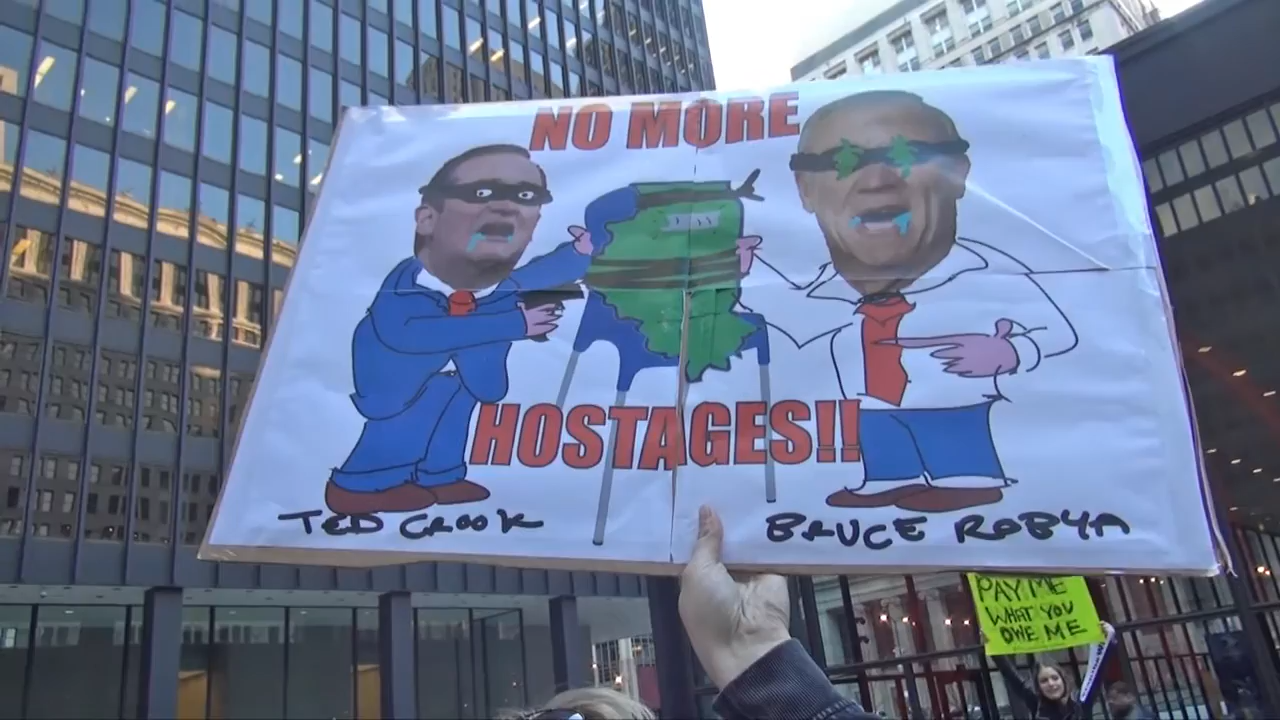 NO MORE
HOSTAGES!!
TED CROOK
BRUCE ROBYA
PAY ME
WHAT YOU
OWE ME